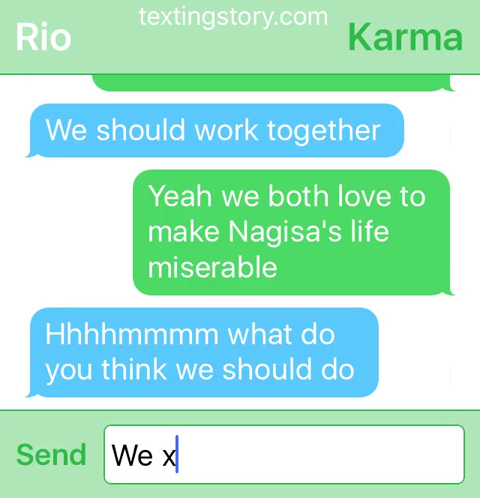 textingstory.com
Rio
Karma
We should work together
Yeah we both love to
make Nagisa's life
miserable
Hhhhmmmm what do
you think we should do
Send
We x